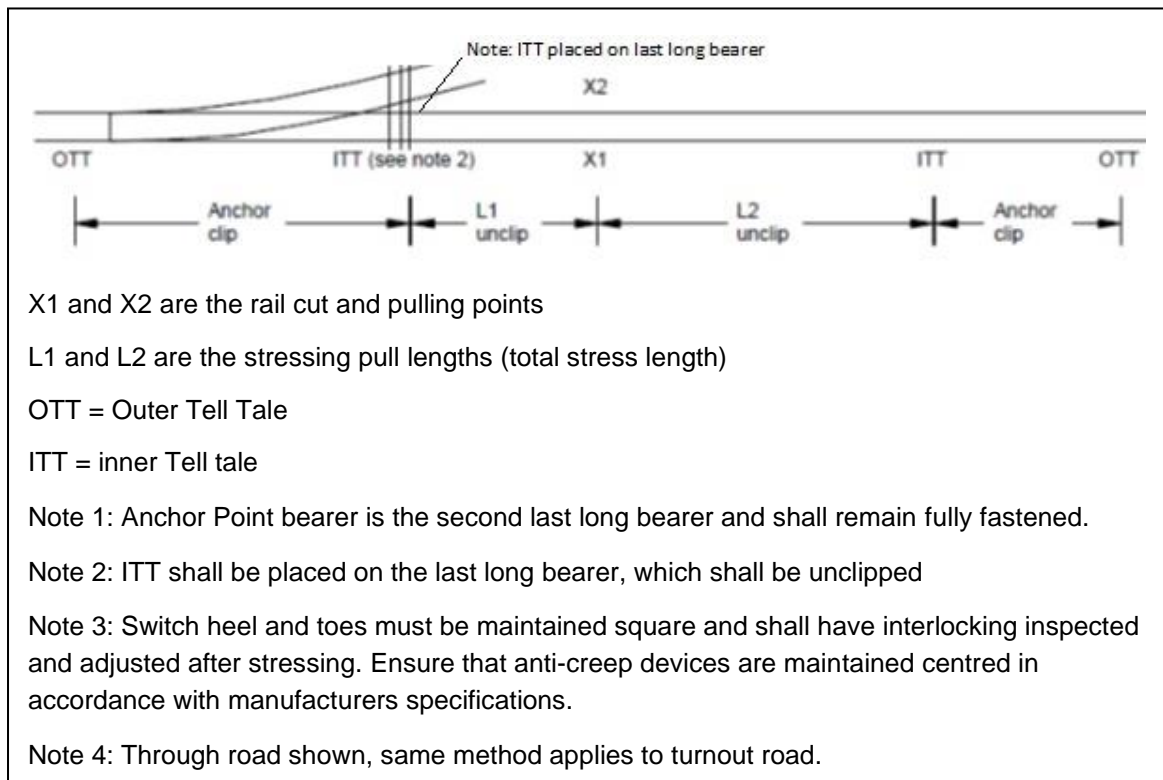 Note: ITT placed on last long bearer
X2
OTT ITT (see note 2) X1 ITT OTT
Anchor clip L1 unclip L2 unclip Anchor clip
X1 and X2 are the rail cut and pulling points
L1 and L2 are the stressing pull lengths (total stress length)
OTT = Outer Tell Tale
ITT = inner Tell tale
Note 1: Anchor Point bearer is the second last long bearer and shall remain fully fastened.
Note 2: ITT shall be placed on the last long bearer, which shall be unclipped
Note 3: Switch heel and toes must be maintained square and shall have interlocking inspected
and adjusted after stressing. Ensure that anti-creep devices are maintained centred in
accordance with manufacturers specifications.
Note 4: Through road shown, same method applies to turnout road.